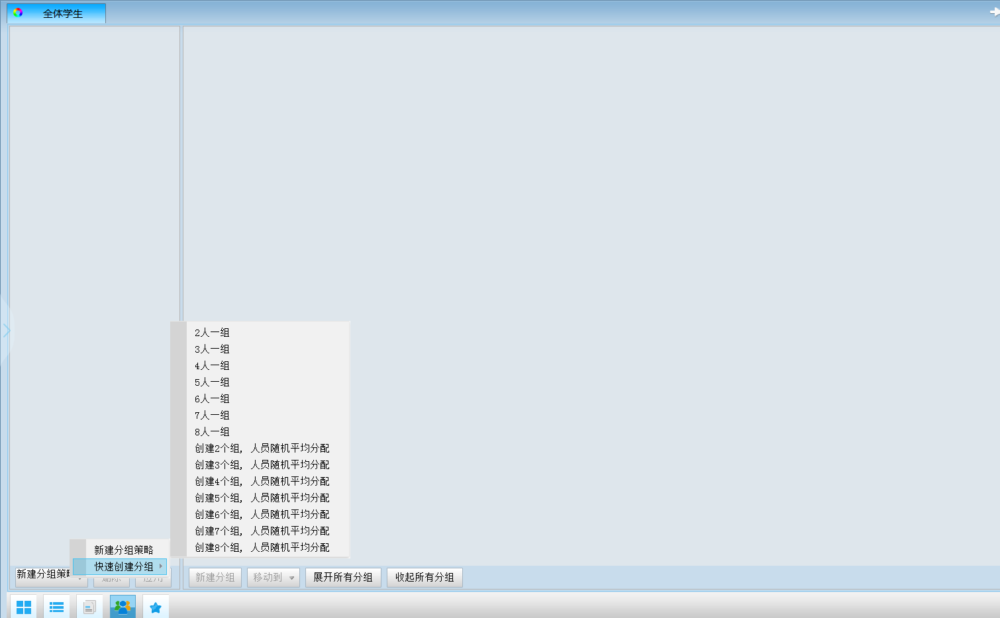 全体学生
2人一组
3人一组
4人一组
5人一组
6人一组
7人一组
8人一组
创建2个组, 人员随机平均分配
创建3个组, 人员随机平均分配
创建4个组, 人员随机平均分配
创建5个组, 人员随机平均分配
创建6个组, 人员随机平均分配
创建7个组, 人员随机平均分配
创建8个组, 人员随机平均分配
新建分组策略
快速创建分组
新建分组策
新建分组
移动到
展开所有分组
收起所有分组